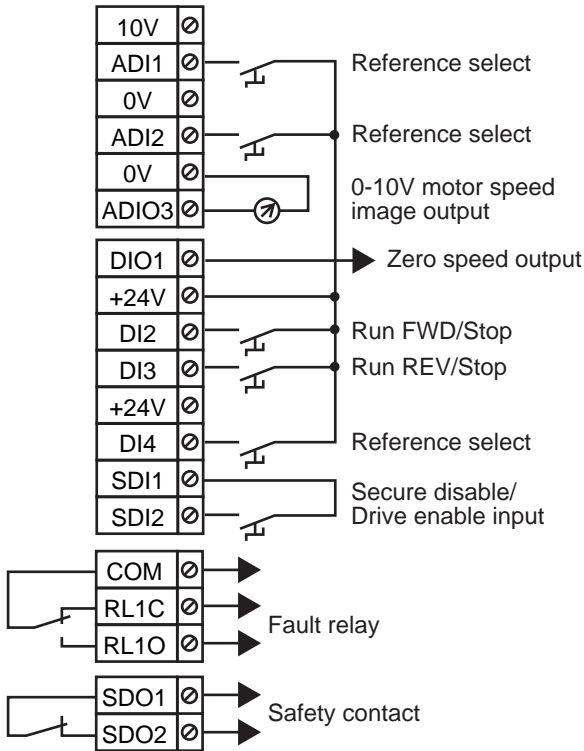 10V
ADI1 Reference select
0V
ADI2 Reference select
0V 0-10V motor speed
ADIO3 image output
DIO1 Zero speed output
+24V
DI2 Run FWD/Stop
DI3 Run REV/Stop
+24V
DI4 Reference select
SDI1 Secure disable/
SDI2 Drive enable input
COM
RL1C Fault relay
RL1O
SDO1 Safety contact
SDO2